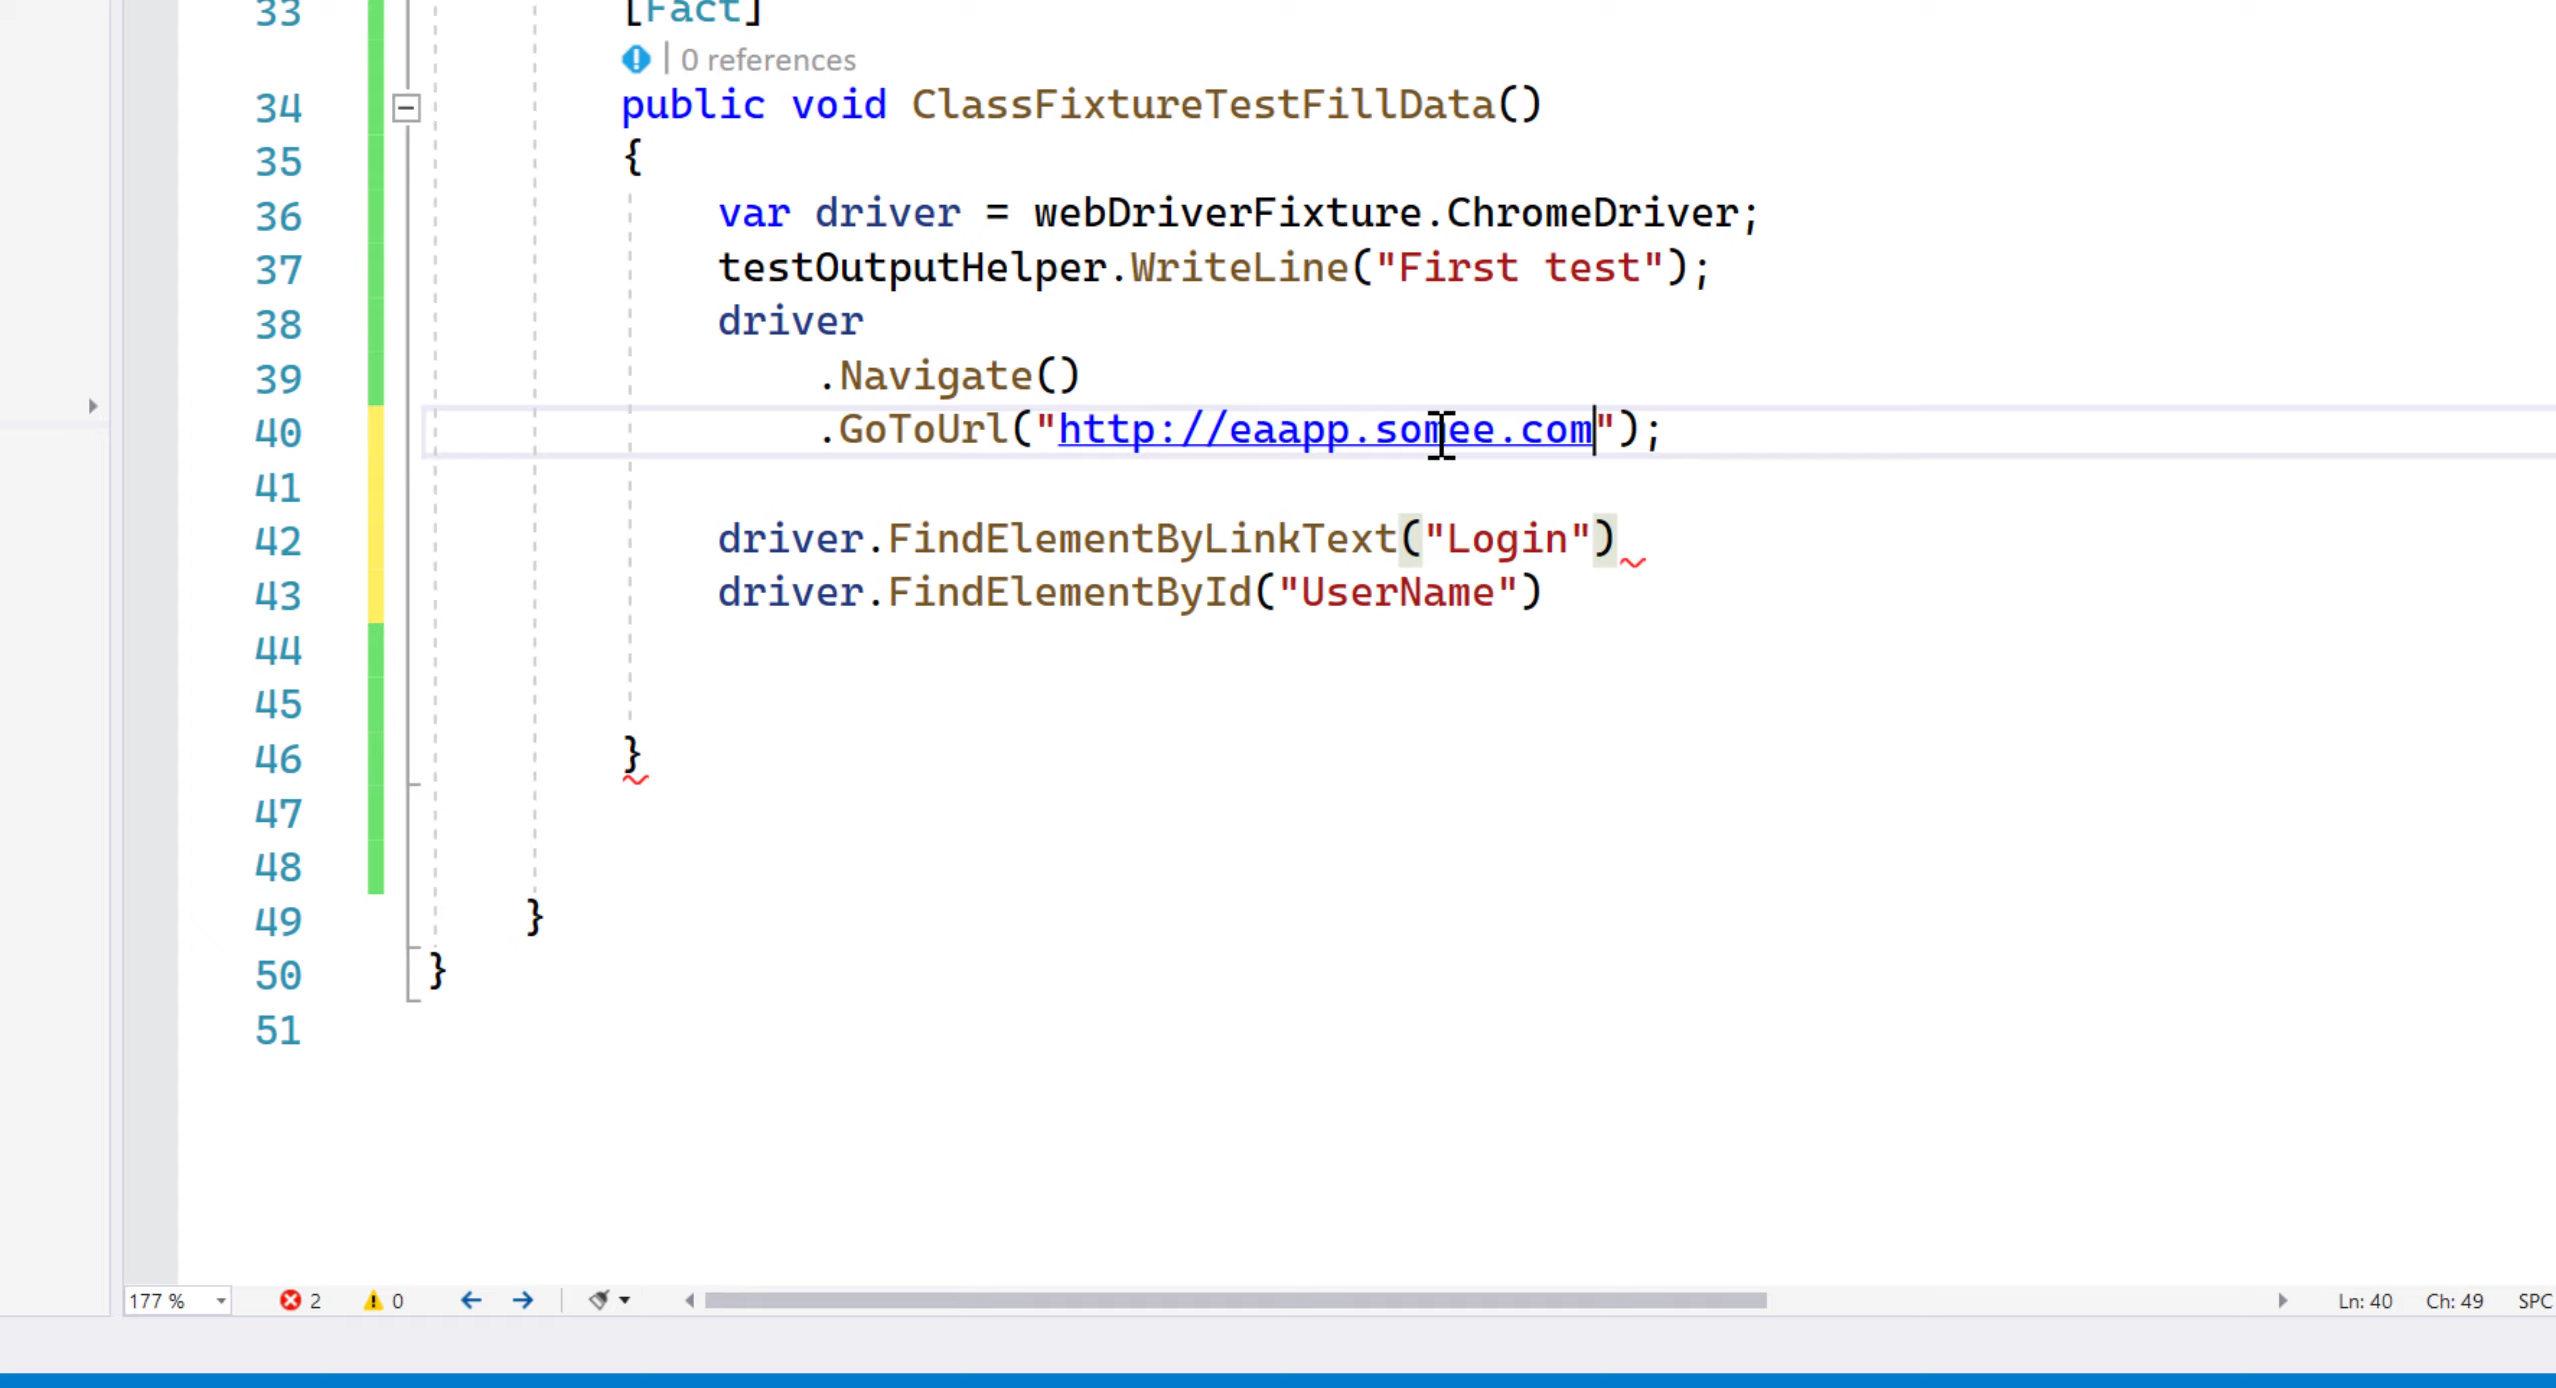 33 [Fact]
0 references
34 public void ClassFixtureTestFillData()
35 {
36 var driver = webDriverFixture.ChromeDriver;
37 testOutputHelper.WriteLine("First test");
38 driver
39 .Navigate()
40 .GoToUrl("http://eaapp.somee.com");
41
42 driver.FindElementByLinkText("Login")
43 driver.FindElementById("UserName")
44
45
46 }
47
48
49 }
50 }
51
177 % 2 0 Ln: 40 Ch: 49 SPC